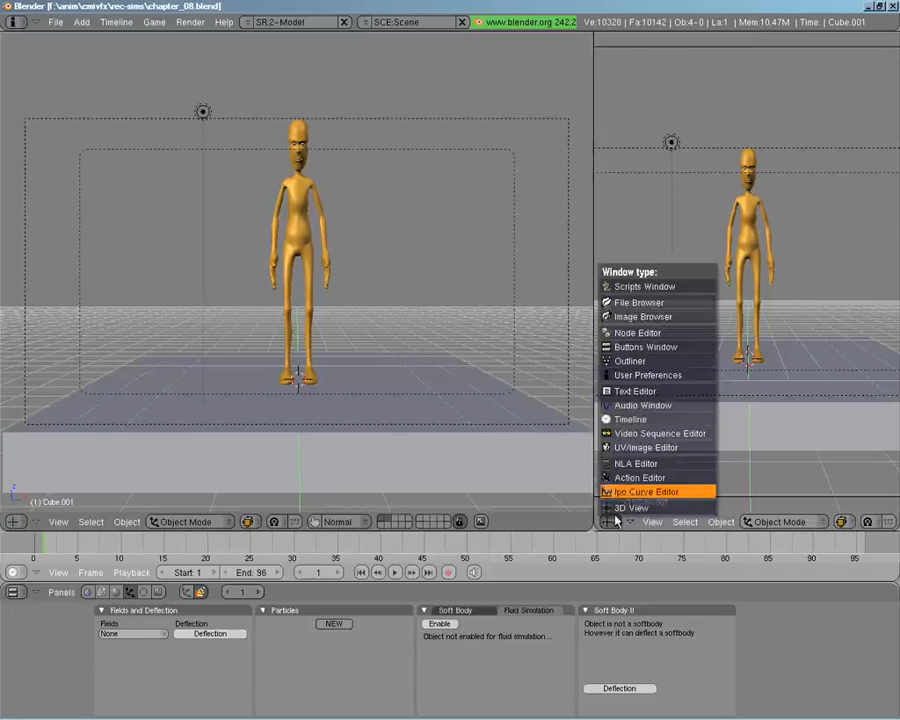 Blender [F:\anim\cmivfx\rec-sims\chapter_08.blend]
File Add Timeline Game Render Help SR:2-Model SCE:Scene www.blender.org 242.2 Ve:10328 | Fa:10142 | Ob:4-0 | La:1 | Mem:10.47M | Time: | Cube.001
Window type:
Scripts Window
File Browser
Image Browser
Node Editor
Buttons Window
Outliner
User Preferences
Text Editor
Audio Window
Timeline
Video Sequence Editor
UV/Image Editor
NLA Editor
Action Editor
Ipo Curve Editor
3D View
z
(1) Cube.001
View Select Object Object Mode Normal
View Select Object Object Mode
0 5 10 15 20 25 30 35 40 45 50 55 60 65 70 75 80 85 90 95
View Frame Playback Start: 1 End: 96 1
Panels 1
Fields and Deflection Particles Soft Body Fluid Simulation Soft Body II
Fields Deflection
None Deflection
NEW
Enable
Object not enabled for fluid simulation...
Object is not a softbody
However it can deflect a softbody
Deflection